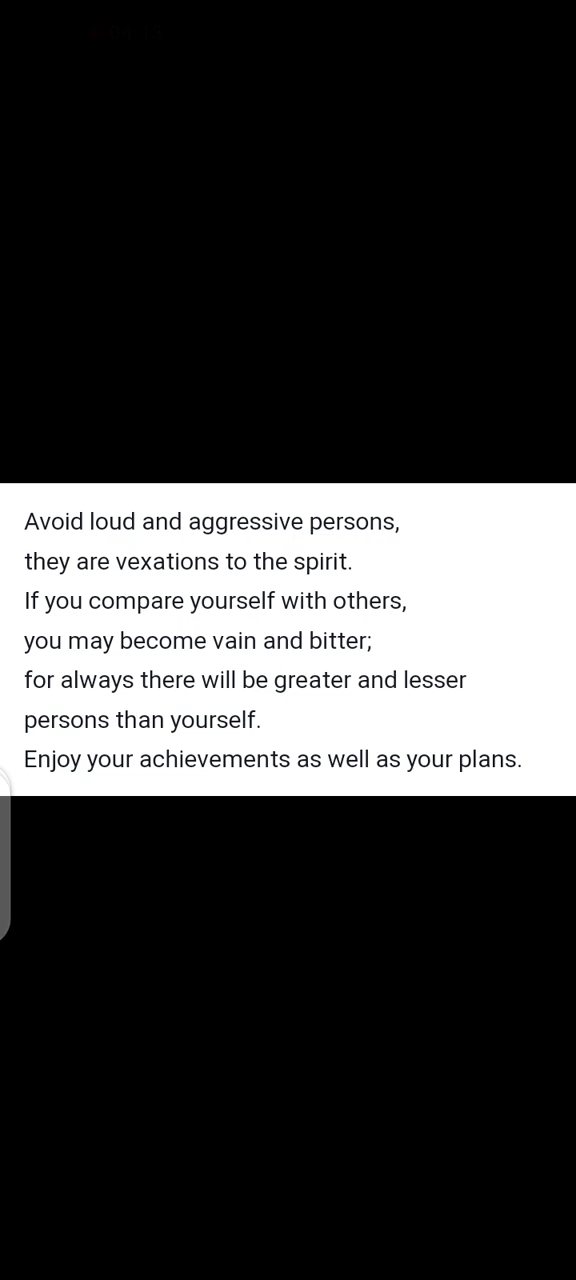 Avoid loud and aggressive persons,
they are vexations to the spirit.
If you compare yourself with others,
you may become vain and bitter;
for always there will be greater and lesser
persons than yourself.
Enjoy your achievements as well as your plans.